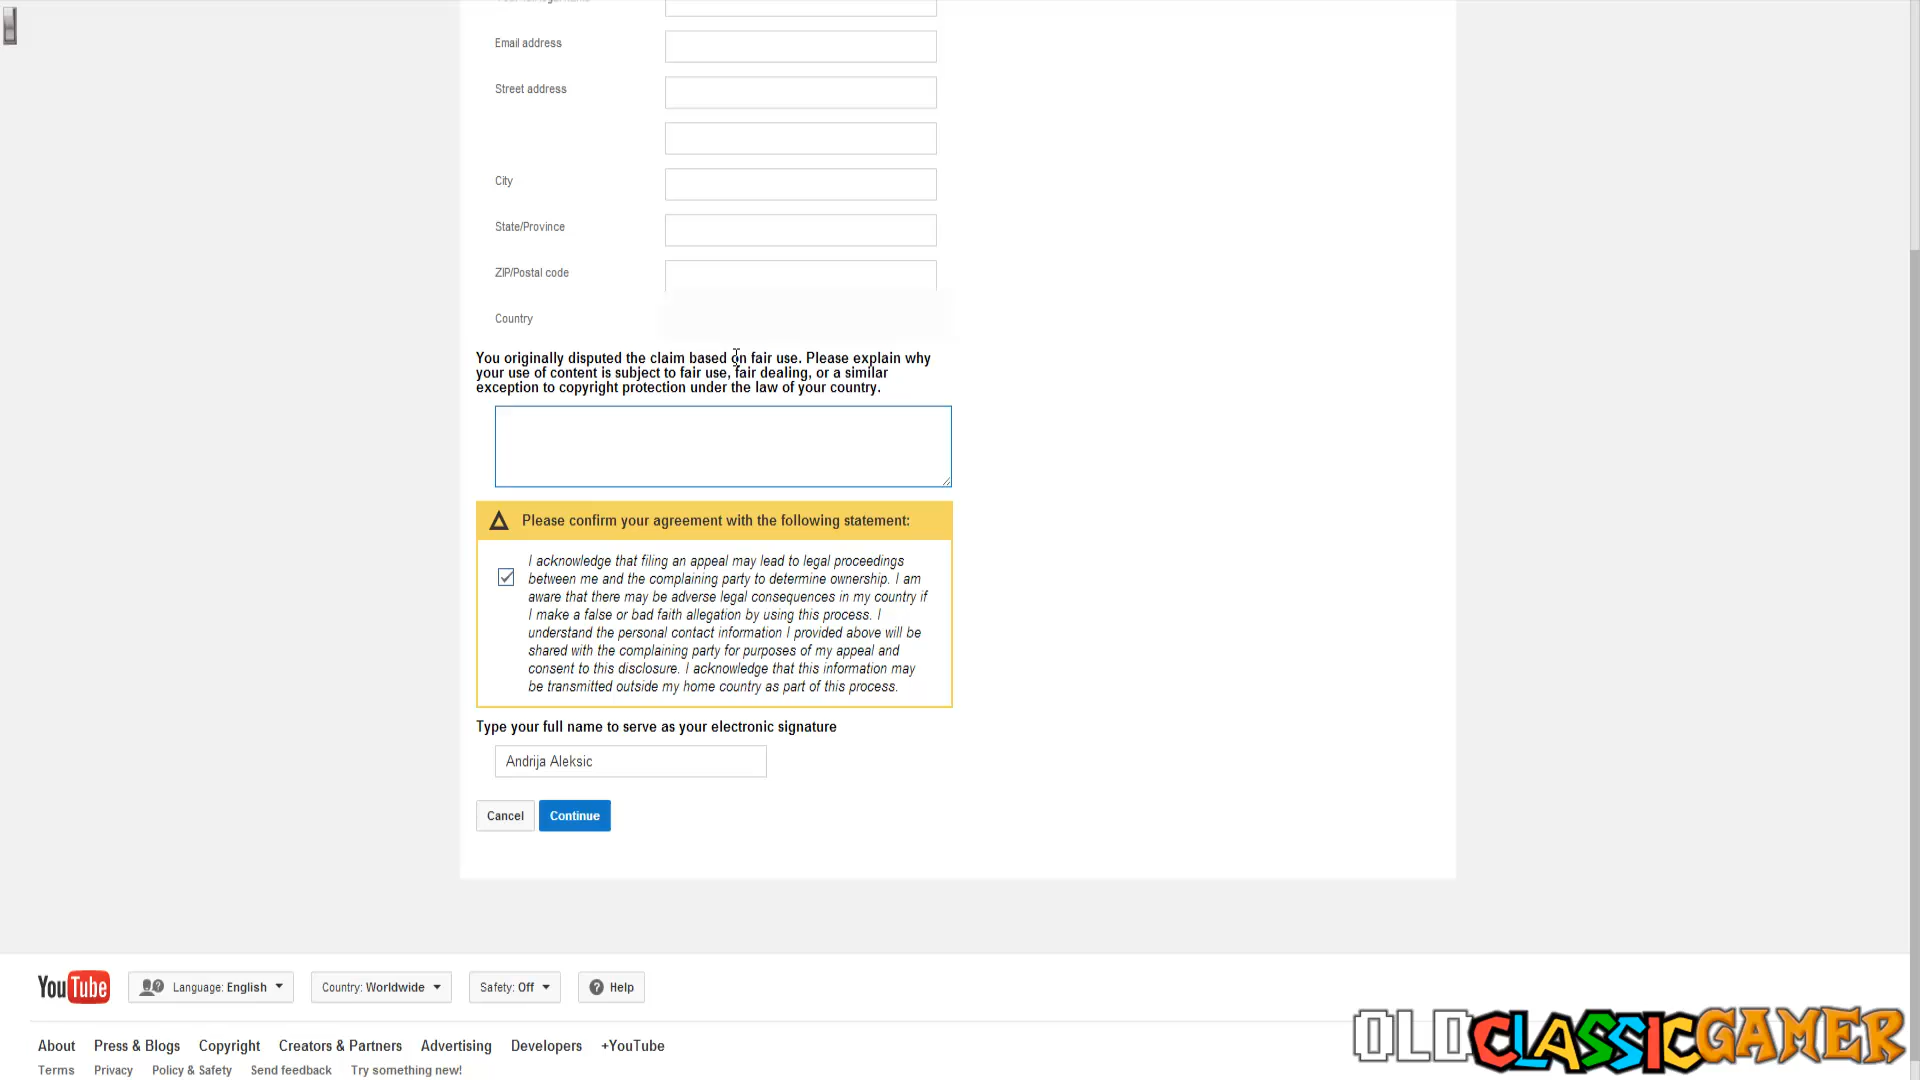 Email address
Street address
City
State/Province
ZIP/Postal code
Country
You originally disputed the claim based on fair use. Please explain why
your use of content is subject to fair use, fair dealing, or a similar
exception to copyright protection under the law of your country.
Please confirm your agreement with the following statement:
I acknowledge that filing an appeal may lead to legal proceedings
between me and the complaining party to determine ownership. I am
aware that there may be adverse legal consequences in my country if
I make a false or bad faith allegation by using this process. I
understand the personal contact information I provided above will be
shared with the complaining party for purposes of my appeal and
consent to this disclosure. I acknowledge that this information may
be transmitted outside my home country as part of this process.
Type your full name to serve as your electronic signature
Andrija Aleksic
Cancel Continue
YouTube Language: English Country: Worldwide Safety: Off ? Help
OLDCLASSICGAMER
About Press & Blogs Copyright Creators & Partners Advertising Developers +YouTube
Terms Privacy Policy & Safety Send feedback Try something new!